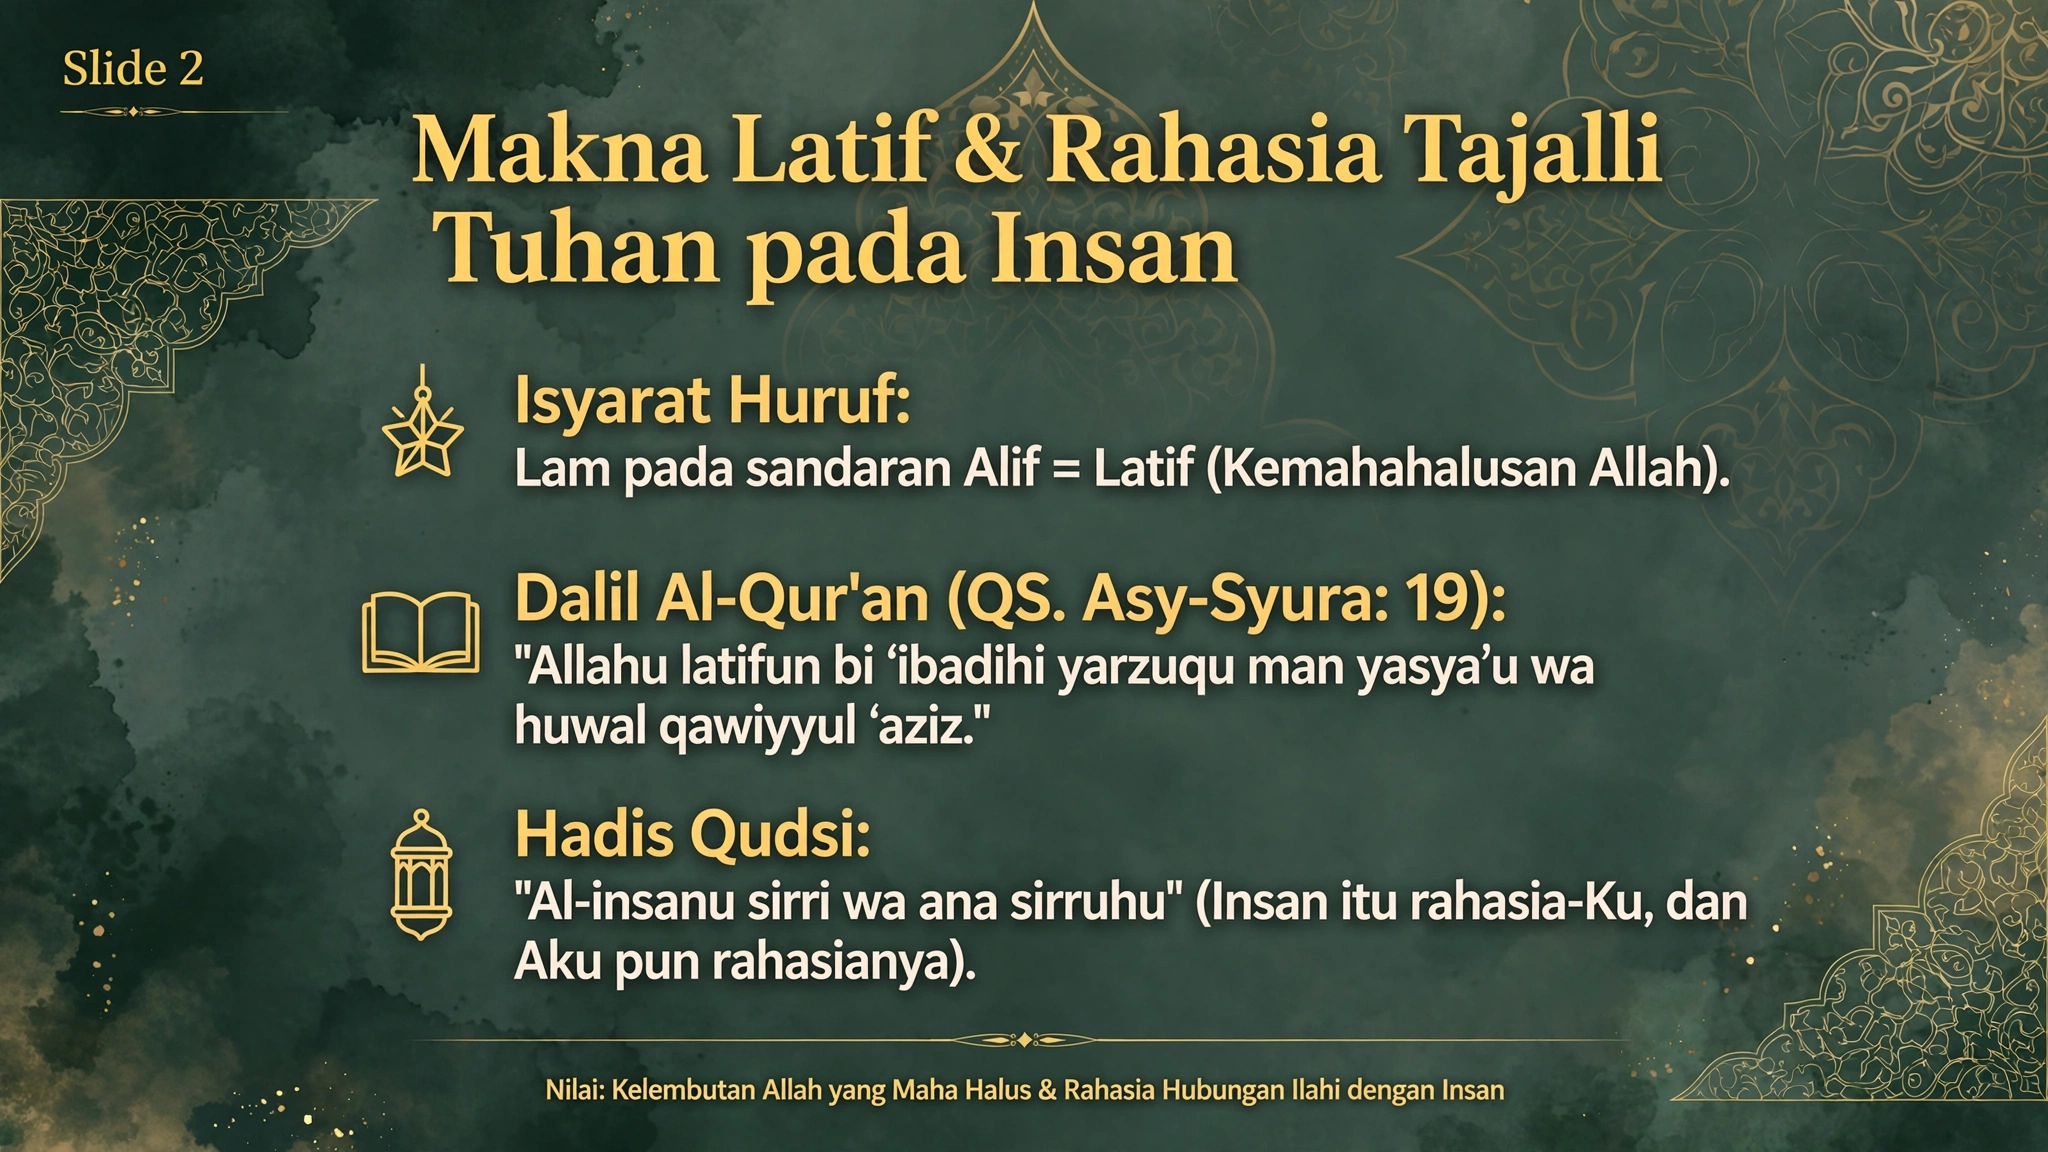 Slide 2
Makna Latif & Rahasia Tajalli
Tuhan pada Insan
Isyarat Huruf:
Lam pada sandaran Alif = Latif (Kemahahalusan Allah).
Dalil Al-Qur'an (QS. Asy-Syura: 19):
"Allahu latifun bi ‘ibadihi yarzuqu man yasya’u wa
huwal qawiyyul ‘aziz."
Hadis Qudsi:
"Al-insanu sirri wa ana sirruhu" (Insan itu rahasia-Ku, dan
Aku pun rahasianya).
Nilai: Kelembutan Allah yang Maha Halus & Rahasia Hubungan Ilahi dengan Insan